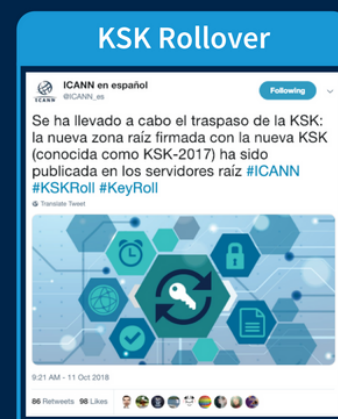 KSK Rollover
ICANN
ICANN en español
@ICANN_es
Following
Se ha llevado a cabo el traspaso de la KSK:
la nueva zona raíz firmada con la nueva KSK
(conocida como KSK-2017) ha sido
publicada en los servidores raíz #ICANN
#KSKRoll #KeyRoll
Translate Tweet
9:21 AM - 11 Oct 2018
86 Retweets 98 Likes